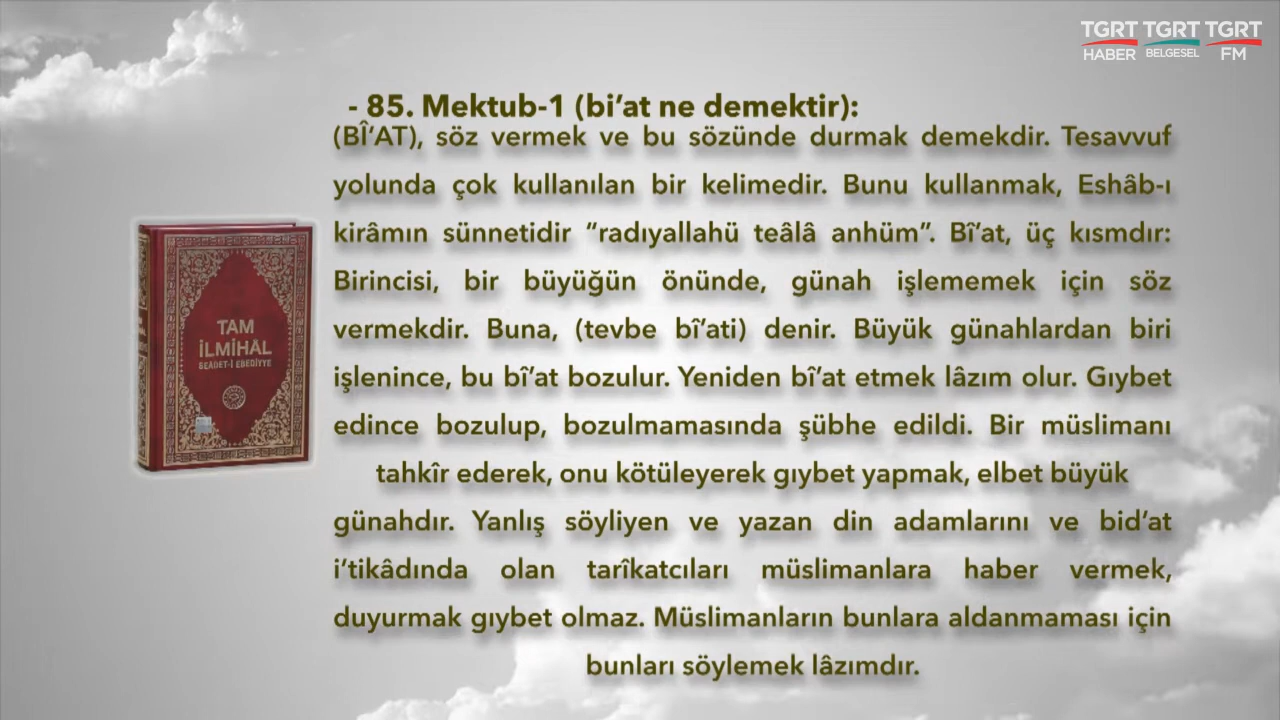 TGRT TGRT TGRT
HABER BELGESEL FM
- 85. Mektub-1 (bi’at ne demektir):
(BÎ’AT), söz vermek ve bu sözünde durmak demekdir. Tesavvuf
yolunda çok kullanılan bir kelimedir. Bunu kullanmak, Eshâb-ı
kirâmın sünnetidir “radıyallahü teâlâ anhüm”. Bî’at, üç kısmdır:
Birincisi, bir büyüğün önünde, günah işlememek için söz
vermekdir. Buna, (tevbe bî’ati) denir. Büyük günahlardan biri
işlenince, bu bî’at bozulur. Yeniden bî’at etmek lâzım olur. Gıybet
edince bozulup, bozulmamasında şübhe edildi. Bir müslimanı
tahkîr ederek, onu kötüleyerek gıybet yapmak, elbet büyük
günahdır. Yanlış söyliyen ve yazan din adamlarını ve bid’at
i’tikâdında olan tarîkatcıları müslimanlara haber vermek,
duyurmak gıybet olmaz. Müslimanların bunlara aldanmaması için
bunları söylemek lâzımdır.
TAM
İLMİHAL
SEADET-İ EBEDİYYE